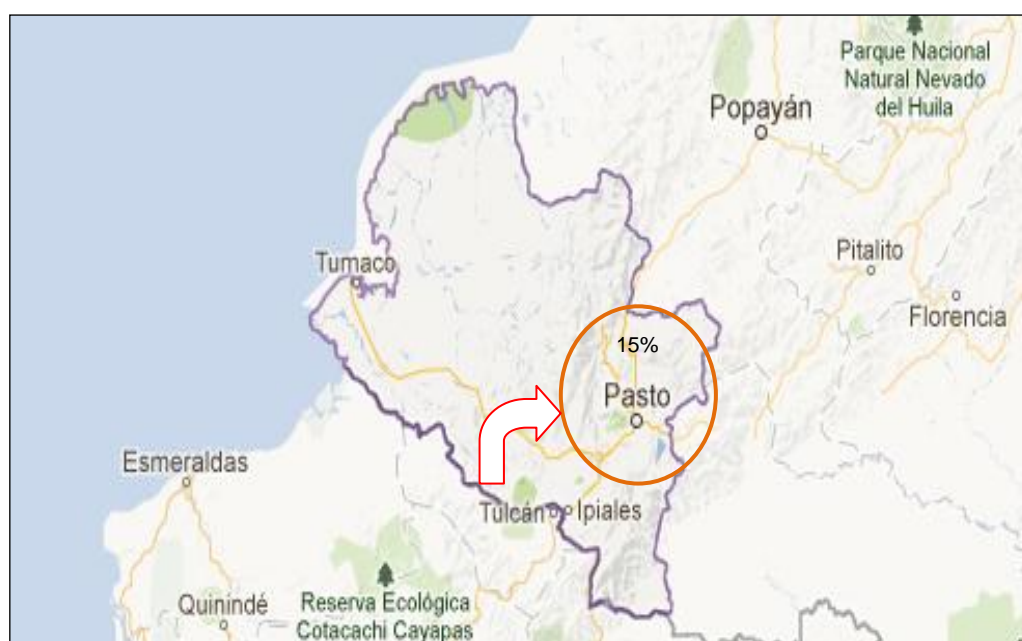 Parque Nacional
Natural Nevado
del Huila
Popayán
Pitalito
Tumaco
Florencia
15%
Pasto
Esmeraldas
Tulcán
Ipiales
Quinindé
Reserva Ecológica
Cotacachi Cayapas